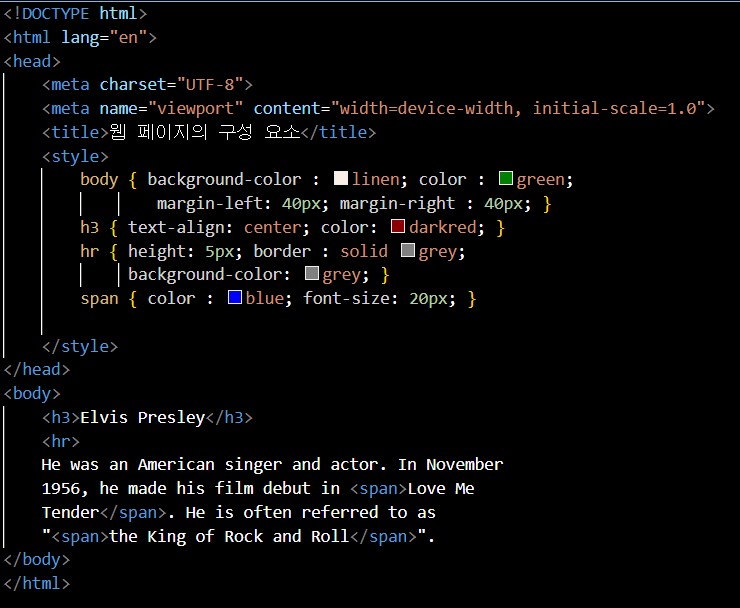 <!DOCTYPE html>
<html lang="en">
<head>
    <meta charset="UTF-8">
    <meta name="viewport" content="width=device-width, initial-scale=1.0">
    <title>웹 페이지의 구성 요소</title>
    <style>
        body { background-color : linen; color : green;
                margin-left: 40px; margin-right : 40px; }
        h3 { text-align: center; color: darkred; }
        hr { height: 5px; border : solid grey;
             background-color: grey; }
        span { color : blue; font-size: 20px; }
    </style>
</head>
<body>
    <h3>Elvis Presley</h3>
    <hr>
    He was an American singer and actor. In November
    1956, he made his film debut in <span>Love Me
    Tender</span>. He is often referred to as
    "<span>the King of Rock and Roll</span>".
</body>
</html>